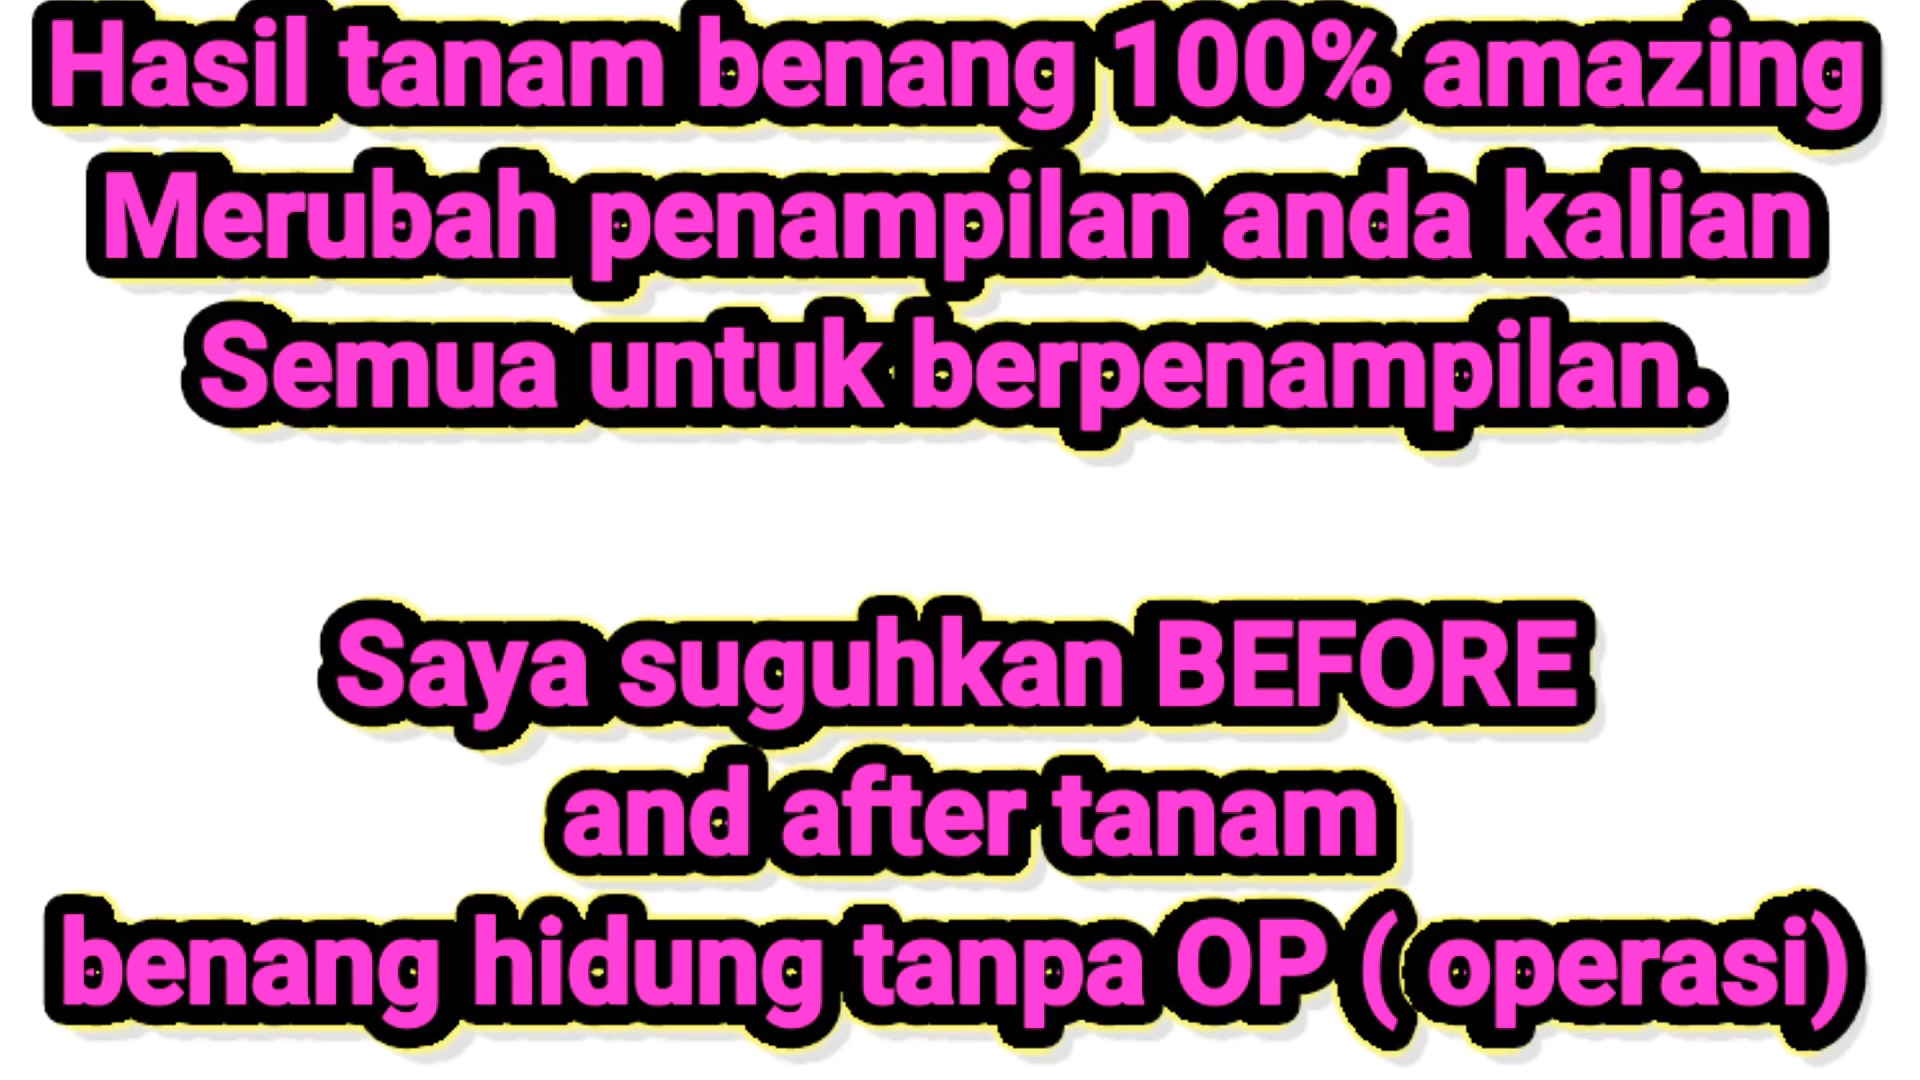 Hasil tanam benang 100% amazing
Merubah penampilan anda kalian
Semua untuk berpenampilan.
Saya suguhkan BEFORE
and after tanam
benang hidung tanpa OP ( operasi)